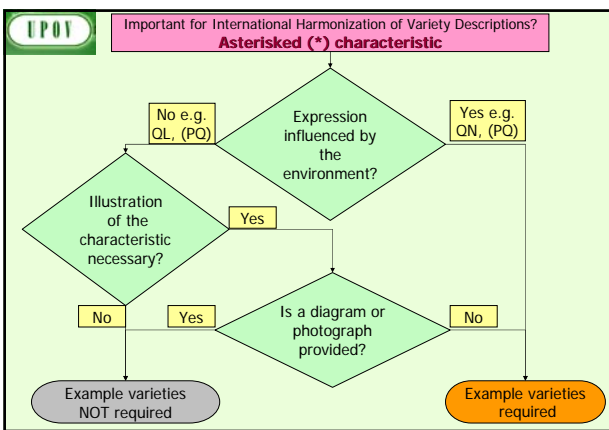 UPOV
Important for International Harmonization of Variety Descriptions?
Asterisked (*) characteristic
No e.g.
QL, (PQ)
Expression
influenced by
the
environment?
Yes e.g.
QN, (PQ)
Illustration
of the
characteristic
necessary?
Yes
No
Yes
Is a diagram or
photograph
provided?
No
Example varieties
NOT required
Example varieties
required